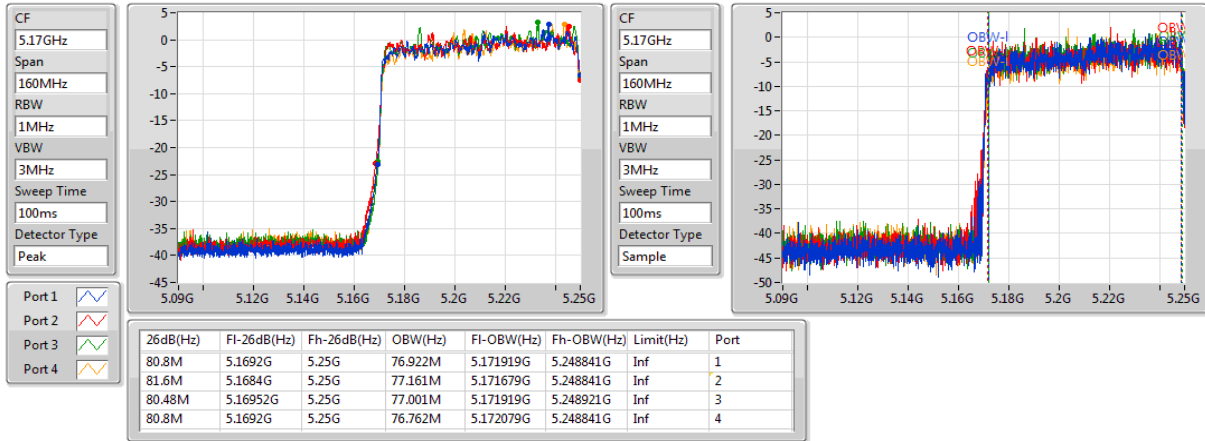 CF
5.17GHz
Span
160MHz
RBW
1MHz
VBW
3MHz
Sweep Time
100ms
Detector Type
Peak
5
0
-5
-10
-15
-20
-25
-30
-35
-40
-45
5.09G 5.12G 5.14G 5.16G 5.18G 5.2G 5.22G 5.25G
CF
5.17GHz
Span
160MHz
RBW
1MHz
VBW
3MHz
Sweep Time
100ms
Detector Type
Sample
5
0
-5
-10
-15
-20
-25
-30
-35
-40
-45
-50
OBW-l
OBW
5.09G 5.12G 5.14G 5.16G 5.18G 5.2G 5.22G 5.25G
Port 1
Port 2
Port 3
Port 4
26dB(Hz) Fl-26dB(Hz) Fh-26dB(Hz) OBW(Hz) Fl-OBW(Hz) Fh-OBW(Hz) Limit(Hz) Port
80.8M 5.1692G 5.25G 76.922M 5.171919G 5.248841G Inf 1
81.6M 5.1684G 5.25G 77.161M 5.171679G 5.248841G Inf 2
80.48M 5.16952G 5.25G 77.001M 5.171919G 5.248921G Inf 3
80.8M 5.1692G 5.25G 76.762M 5.172079G 5.248841G Inf 4